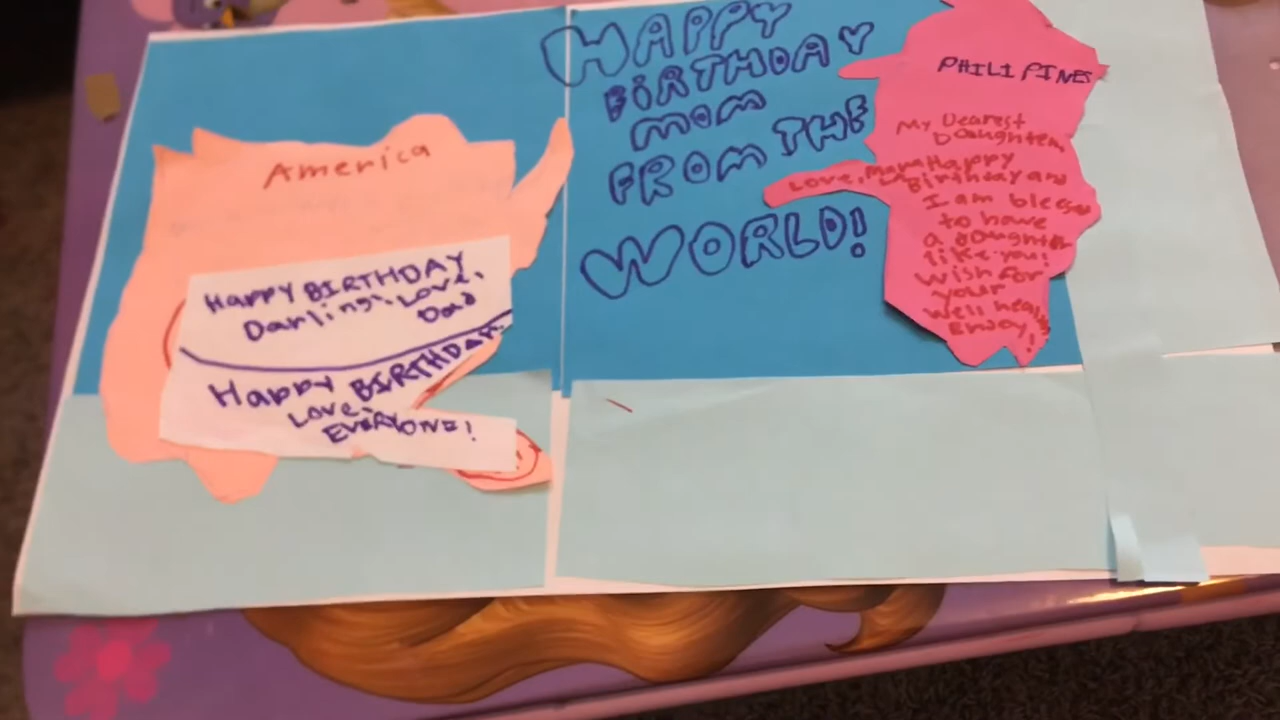 America
HAPPY BIRTHDAY
Darling. Love,
Dad
Happy BIRTHDAY.
Love,
EVERYONE!
HAPPY
BIRTHDAY
MOM
FROM THE
WORLD!
PHILIPINES
My Dearest
Daughter,
Happy
Birthday and
I am blessed
to have
a daughter
like you!
Wish for
your
well health
Enjoy!
Love, Mam